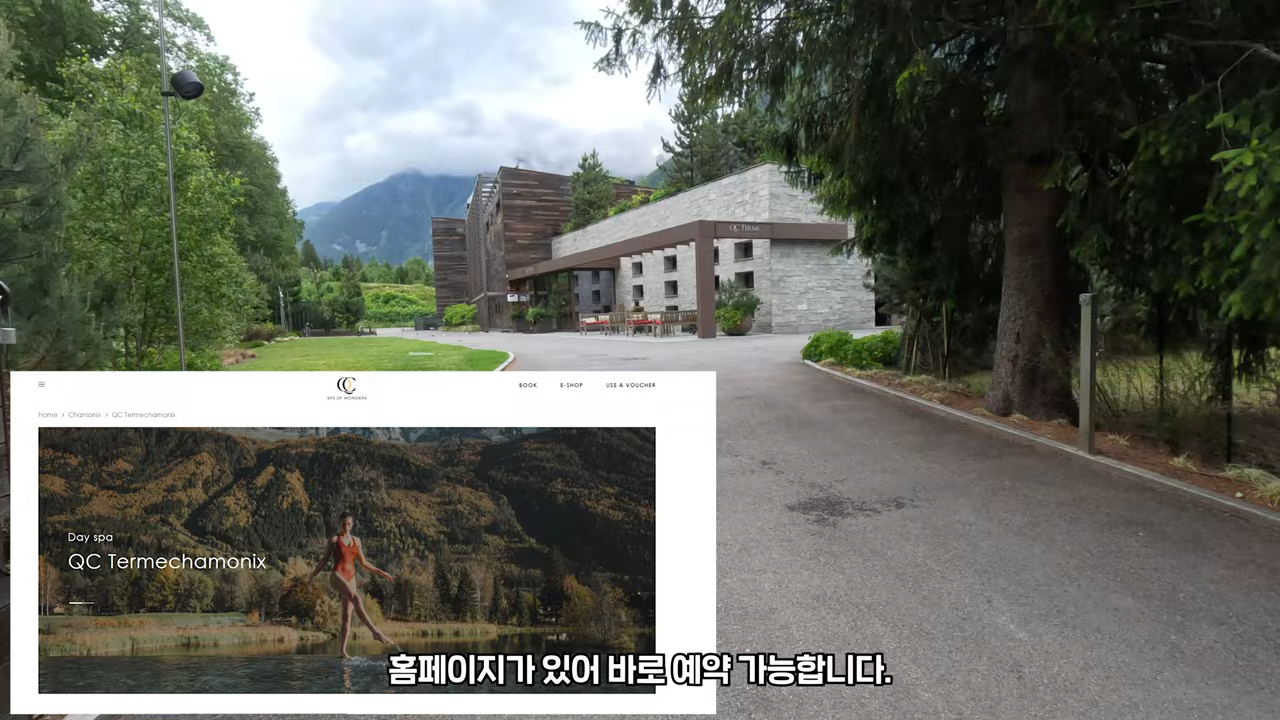 QC TERME
SPA OF WONDERS
BOOK E-SHOP USE A VOUCHER
Home > Chamonix > QC Termechamonix
Day spa
QC Termechamonix
홈페이지가 있어 바로 예약 가능합니다.